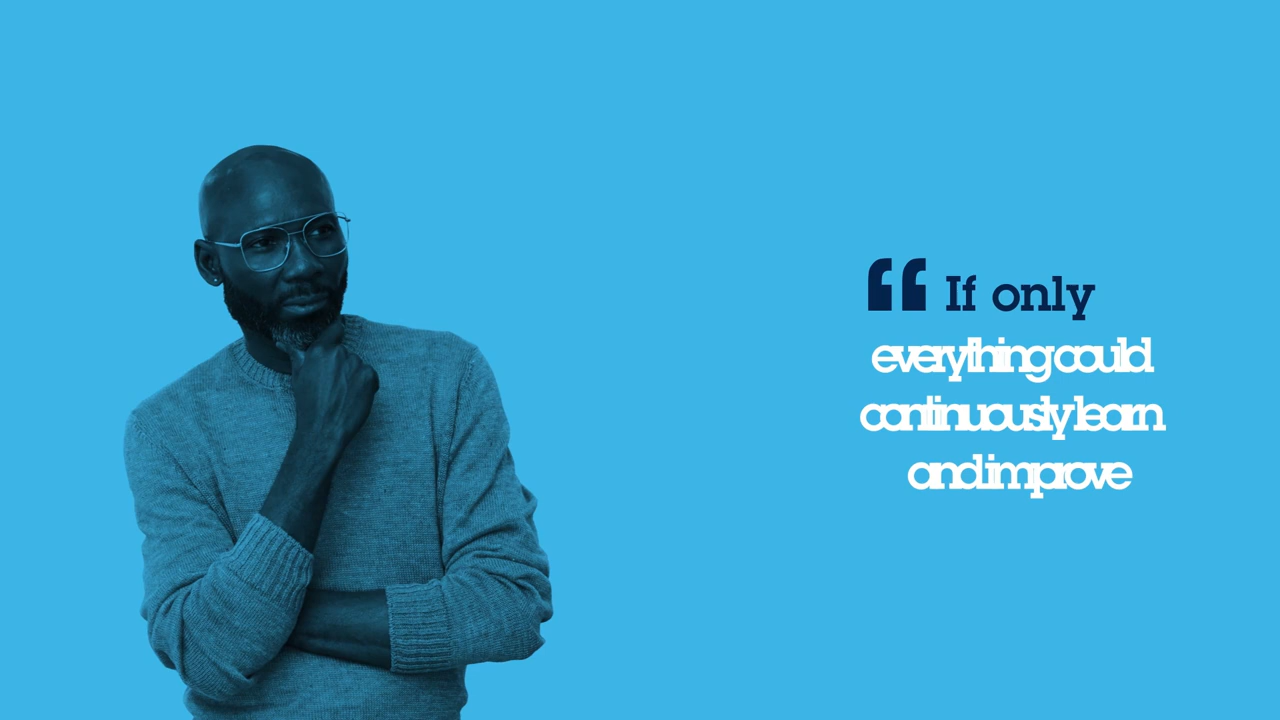 “ If only
everything could
continuously learn
and improve